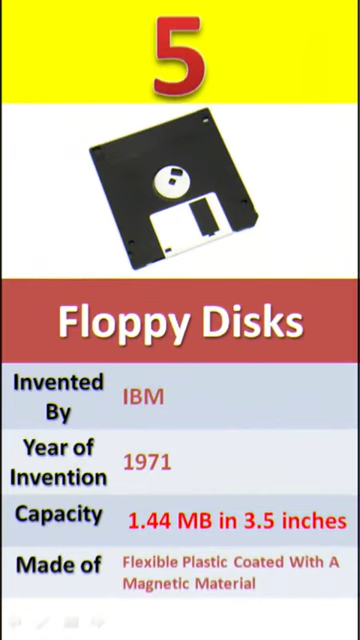 5
Floppy Disks
Invented
By
IBM
Year of
Invention
1971
Capacity
1.44 MB in 3.5 inches
Made of
Flexible Plastic Coated With A
Magnetic Material